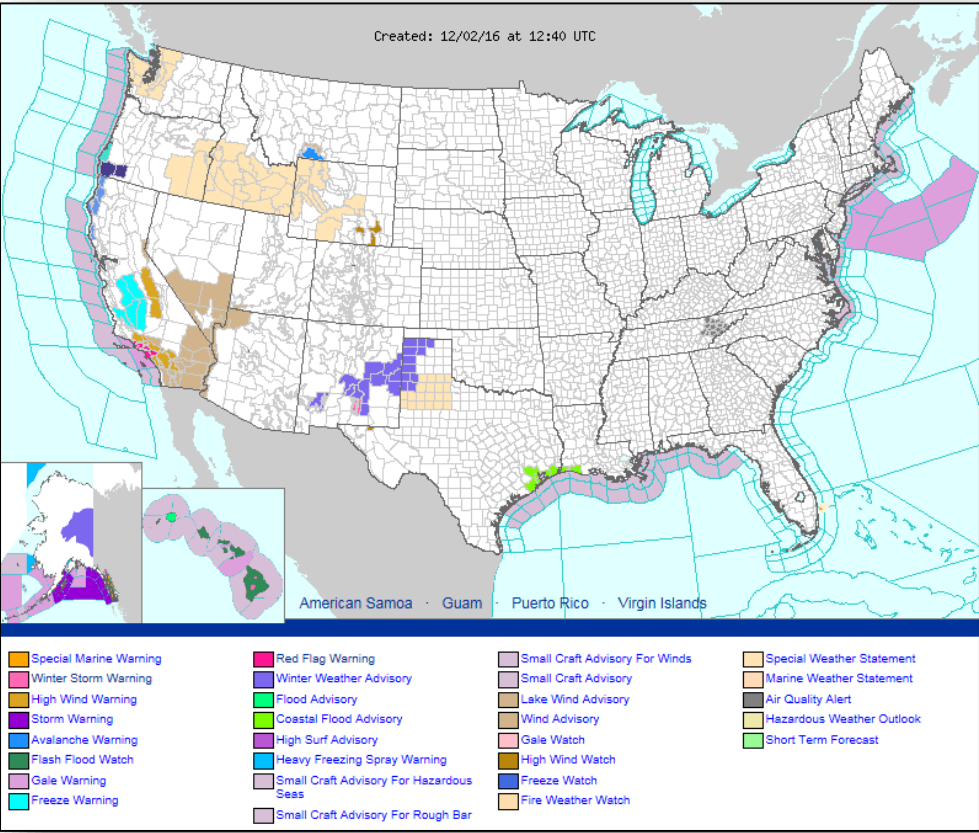 Created: 12/02/16 at 12:40 UTC
American Samoa · Guam · Puerto Rico · Virgin Islands
Special Marine Warning
Winter Storm Warning
High Wind Warning
Storm Warning
Avalanche Warning
Flash Flood Watch
Gale Warning
Freeze Warning
Red Flag Warning
Winter Weather Advisory
Flood Advisory
Coastal Flood Advisory
High Surf Advisory
Heavy Freezing Spray Warning
Small Craft Advisory For Hazardous
Seas
Small Craft Advisory For Rough Bar
Small Craft Advisory For Winds
Small Craft Advisory
Lake Wind Advisory
Wind Advisory
Gale Watch
High Wind Watch
Freeze Watch
Fire Weather Watch
Special Weather Statement
Marine Weather Statement
Air Quality Alert
Hazardous Weather Outlook
Short Term Forecast